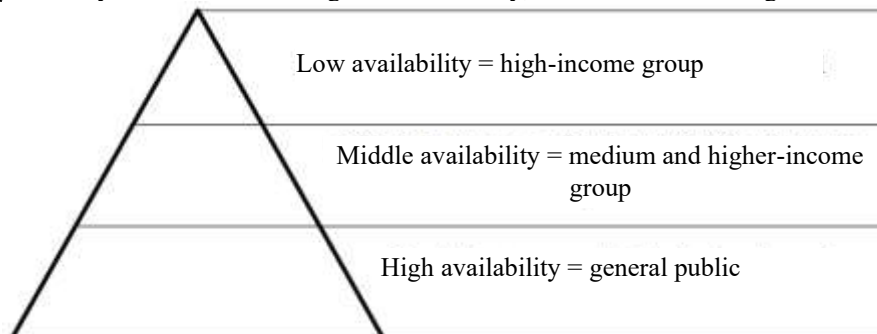 Low availability = high-income group
Middle availability = medium and higher-income
group
High availability = general public